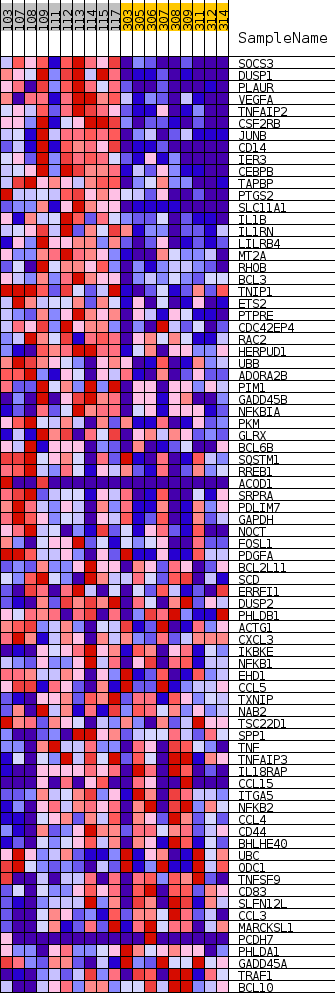 103 107 108 109 111 112 113 114 115 117 303 305 306 307 308 309 311 312 314
SampleName
SOCS3
DUSP1
PLAUR
VEGFA
TNFAIP2
CSF2RB
JUNB
CD14
IER3
CEBPB
TAPBP
PTGS2
SLC11A1
IL1B
IL1RN
LILRB4
MT2A
RHOB
BCL3
TNIP1
ETS2
PTPRE
CDC42EP4
RAC2
HERPUD1
UBB
ADORA2B
PIM1
GADD45B
NFKBIA
PKM
GLRX
BCL6B
SQSTM1
RREB1
ACOD1
SRPRA
PDLIM7
GAPDH
NOCT
FOSL1
PDGFA
BCL2L11
SCD
ERRFI1
DUSP2
PHLDB1
ACTG1
CXCL3
IKBKE
NFKB1
EHD1
CCL5
TXNIP
NAB2
TSC22D1
SPP1
TNF
TNFAIP3
IL18RAP
CCL15
ITGA5
NFKB2
CCL4
CD44
BHLHE40
UBC
ODC1
TNFSF9
CD83
SLFN12L
CCL3
MARCKSL1
PCDH7
PHLDA1
GADD45A
TRAF1
BCL10